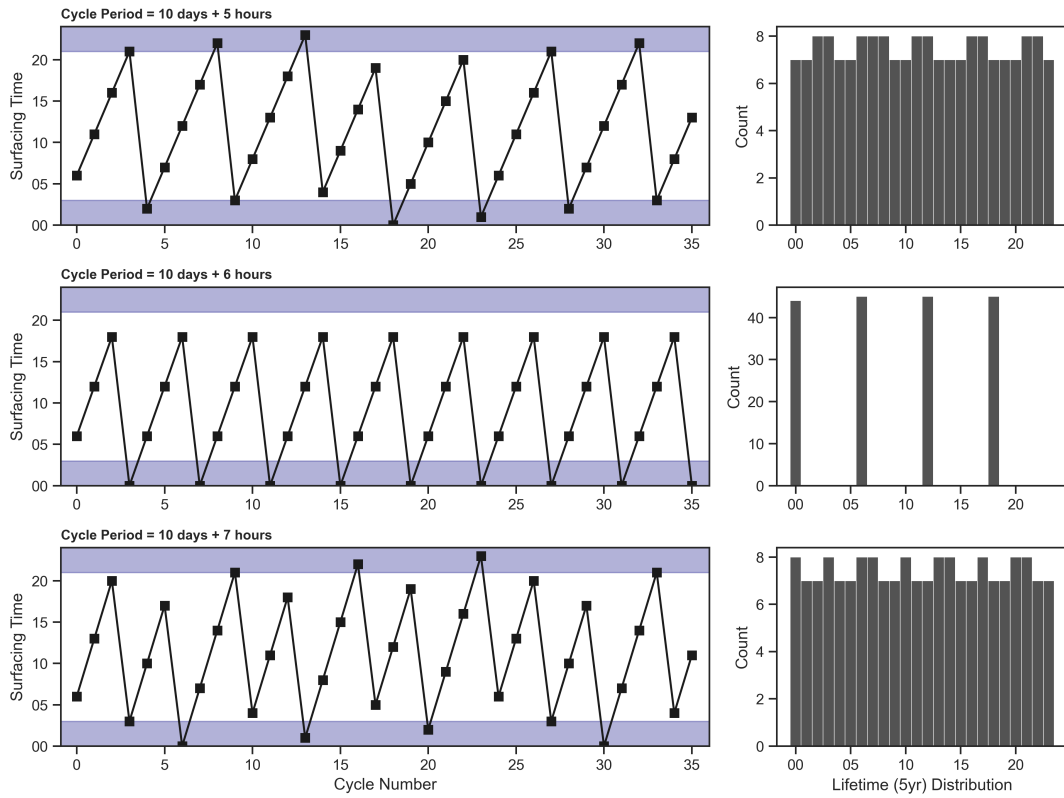 Cycle Period = 10 days + 5 hours
Surfacing Time
20
15
10
05
00
0 5 10 15 20 25 30 35
Count
8
6
4
2
0
00 05 10 15 20
Cycle Period = 10 days + 6 hours
Surfacing Time
20
15
10
05
00
0 5 10 15 20 25 30 35
Count
40
30
20
10
0
00 05 10 15 20
Cycle Period = 10 days + 7 hours
Surfacing Time
20
15
10
05
00
0 5 10 15 20 25 30 35
Cycle Number
Count
8
6
4
2
0
00 05 10 15 20
Lifetime (5yr) Distribution